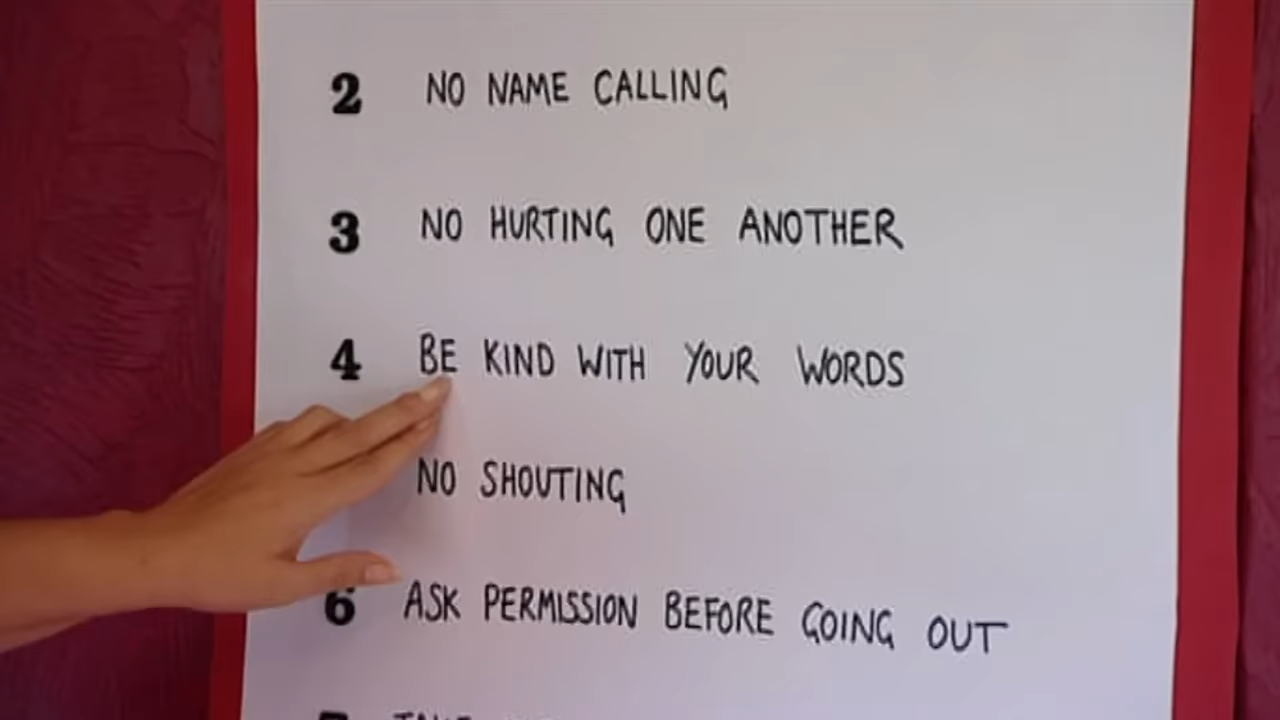 2 NO NAME CALLING
3 NO HURTING ONE ANOTHER
4 BE KIND WITH YOUR WORDS
NO SHOUTING
6 ASK PERMISSION BEFORE GOING OUT